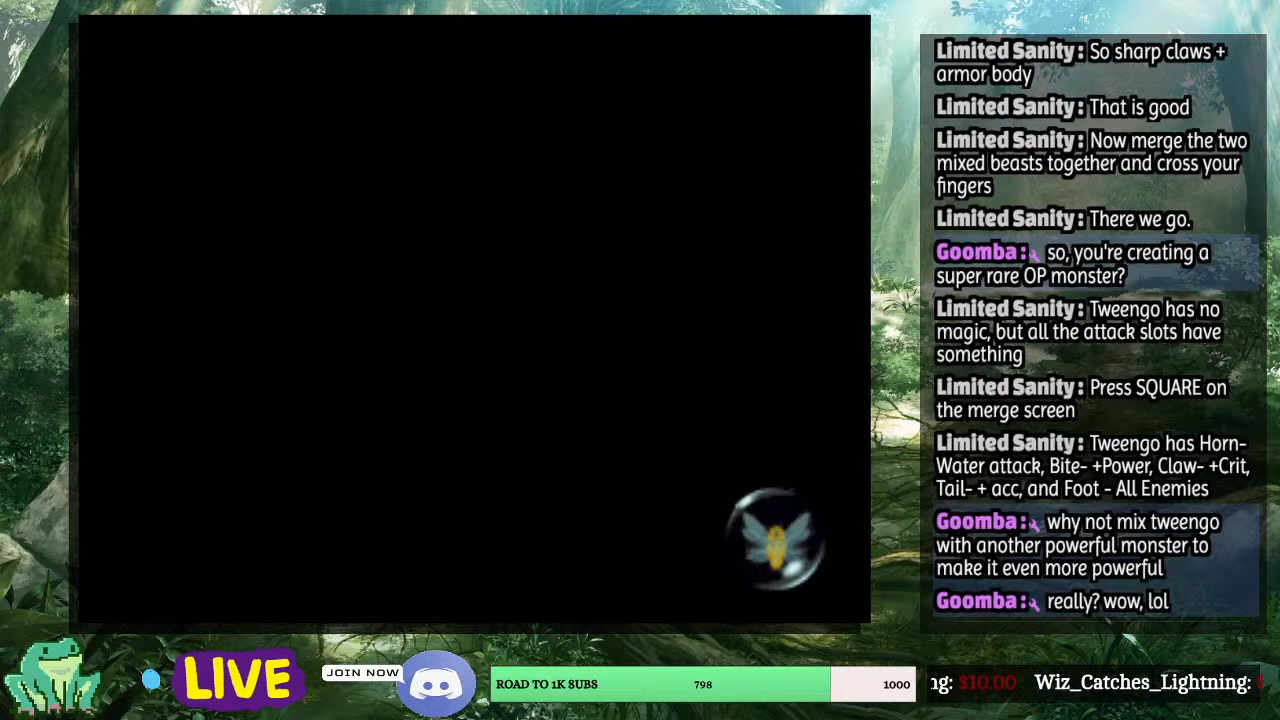 Limited Sanity: So sharp claws +
armor body
Limited Sanity: That is good
Limited Sanity: Now merge the two
mixed beasts together and cross your
fingers
Limited Sanity: There we go.
Goomba: so, you're creating a
super rare OP monster?
Limited Sanity: Tweengo has no
magic, but all the attack slots have
something
Limited Sanity: Press SQUARE on
the merge screen
Limited Sanity: Tweengo has Horn-
Water attack, Bite- +Power, Claw- +Crit,
Tail- + acc, and Foot - All Enemies
Goomba: why not mix tweengo
with another powerful monster to
make it even more powerful
Goomba: really? wow, lol
LIVE
JOIN NOW
ROAD TO 1K SUBS 798 1000
ng: $10.00 Wiz_Catches_Lightning: $